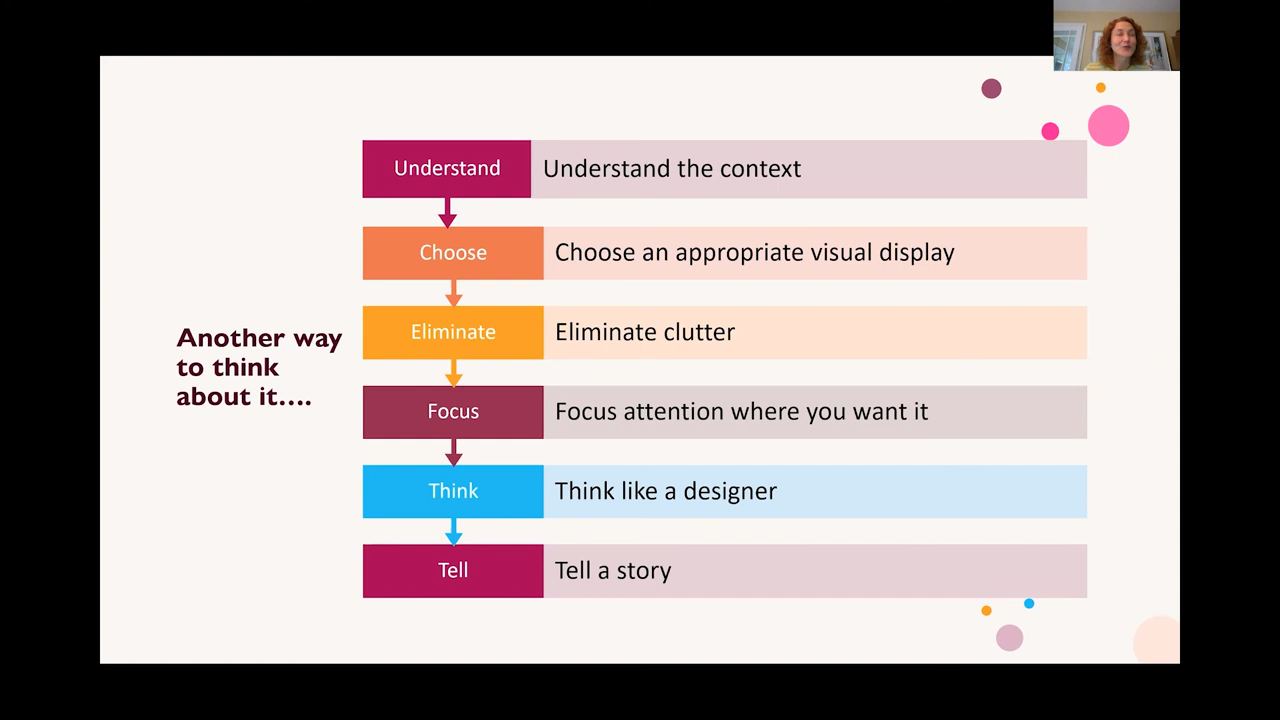 Another way
to think
about it....
Understand
Understand the context
Choose
Choose an appropriate visual display
Eliminate
Eliminate clutter
Focus
Focus attention where you want it
Think
Think like a designer
Tell
Tell a story